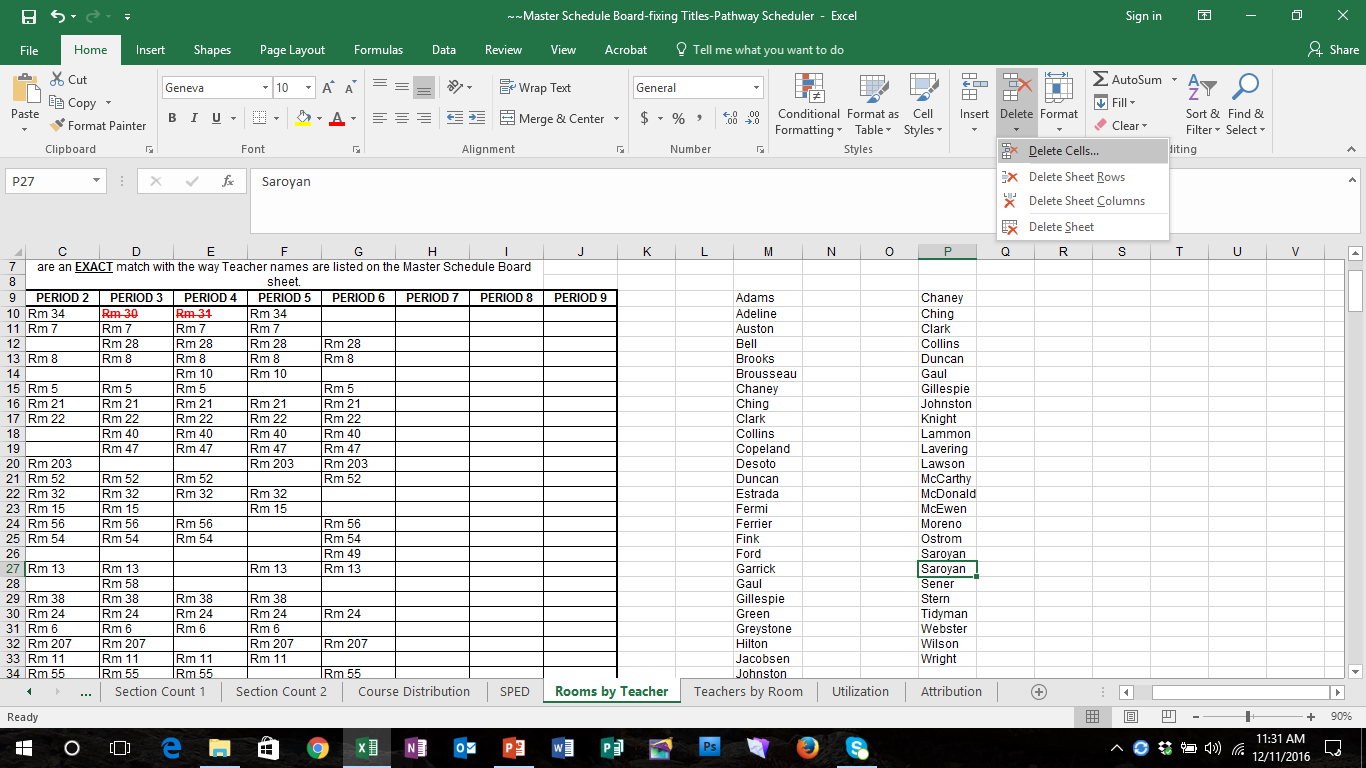 ~~Master Schedule Board-fixing Titles-Pathway Scheduler - Excel
Sign in
File Home Insert Shapes Page Layout Formulas Data Review View Acrobat Tell me what you want to do Share
Paste
Cut
Copy
Format Painter
Clipboard
Geneva 10
B I U
Font
Wrap Text
Merge & Center
Alignment
General
$ % ,
Number
Conditional Formatting
Format as Table
Cell Styles
Styles
Insert Delete Format
AutoSum
Fill
Clear
Sort & Filter
Find & Select
Editing
Delete Cells...
Delete Sheet Rows
Delete Sheet Columns
Delete Sheet
P27 fx Saroyan
C D E F G H I J K L M N O P Q R S T U V
7 are an EXACT match with the way Teacher names are listed on the Master Schedule Board
8 sheet.
9 PERIOD 2 PERIOD 3 PERIOD 4 PERIOD 5 PERIOD 6 PERIOD 7 PERIOD 8 PERIOD 9 Adams Chaney
10 Rm 34 Rm 30 Rm 31 Rm 34 Adeline Ching
11 Rm 7 Rm 7 Rm 7 Rm 7 Auston Clark
12 Rm 28 Rm 28 Rm 28 Rm 28 Bell Collins
13 Rm 8 Rm 8 Rm 8 Rm 8 Rm 8 Brooks Duncan
14 Rm 10 Rm 10 Brousseau Gaul
15 Rm 5 Rm 5 Rm 5 Rm 5 Chaney Gillespie
16 Rm 21 Rm 21 Rm 21 Rm 21 Rm 21 Ching Johnston
17 Rm 22 Rm 22 Rm 22 Rm 22 Rm 22 Clark Knight
18 Rm 40 Rm 40 Rm 40 Rm 40 Collins Lammon
19 Rm 47 Rm 47 Rm 47 Rm 47 Copeland Lavering
20 Rm 203 Rm 203 Rm 203 Desoto Lawson
21 Rm 52 Rm 52 Rm 52 Rm 52 Duncan McCarthy
22 Rm 32 Rm 32 Rm 32 Rm 32 Estrada McDonald
23 Rm 15 Rm 15 Rm 15 Fermi McEwen
24 Rm 56 Rm 56 Rm 56 Rm 56 Ferrier Moreno
25 Rm 54 Rm 54 Rm 54 Rm 54 Fink Ostrom
26 Rm 49 Ford Saroyan
27 Rm 13 Rm 13 Rm 13 Rm 13 Garrick Saroyan
28 Rm 58 Gaul Sener
29 Rm 38 Rm 38 Rm 38 Rm 38 Gillespie Stern
30 Rm 24 Rm 24 Rm 24 Rm 24 Rm 24 Green Tidyman
31 Rm 6 Rm 6 Rm 6 Rm 6 Greystone Webster
32 Rm 207 Rm 207 Rm 207 Rm 207 Hilton Wilson
33 Rm 11 Rm 11 Rm 11 Rm 11 Jacobsen Wright
34 Rm 55 Rm 55 Rm 55 Rm 55 Johnston
... Section Count 1 Section Count 2 Course Distribution SPED Rooms by Teacher Teachers by Room Utilization Attribution
Ready 90%
11:31 AM
12/11/2016